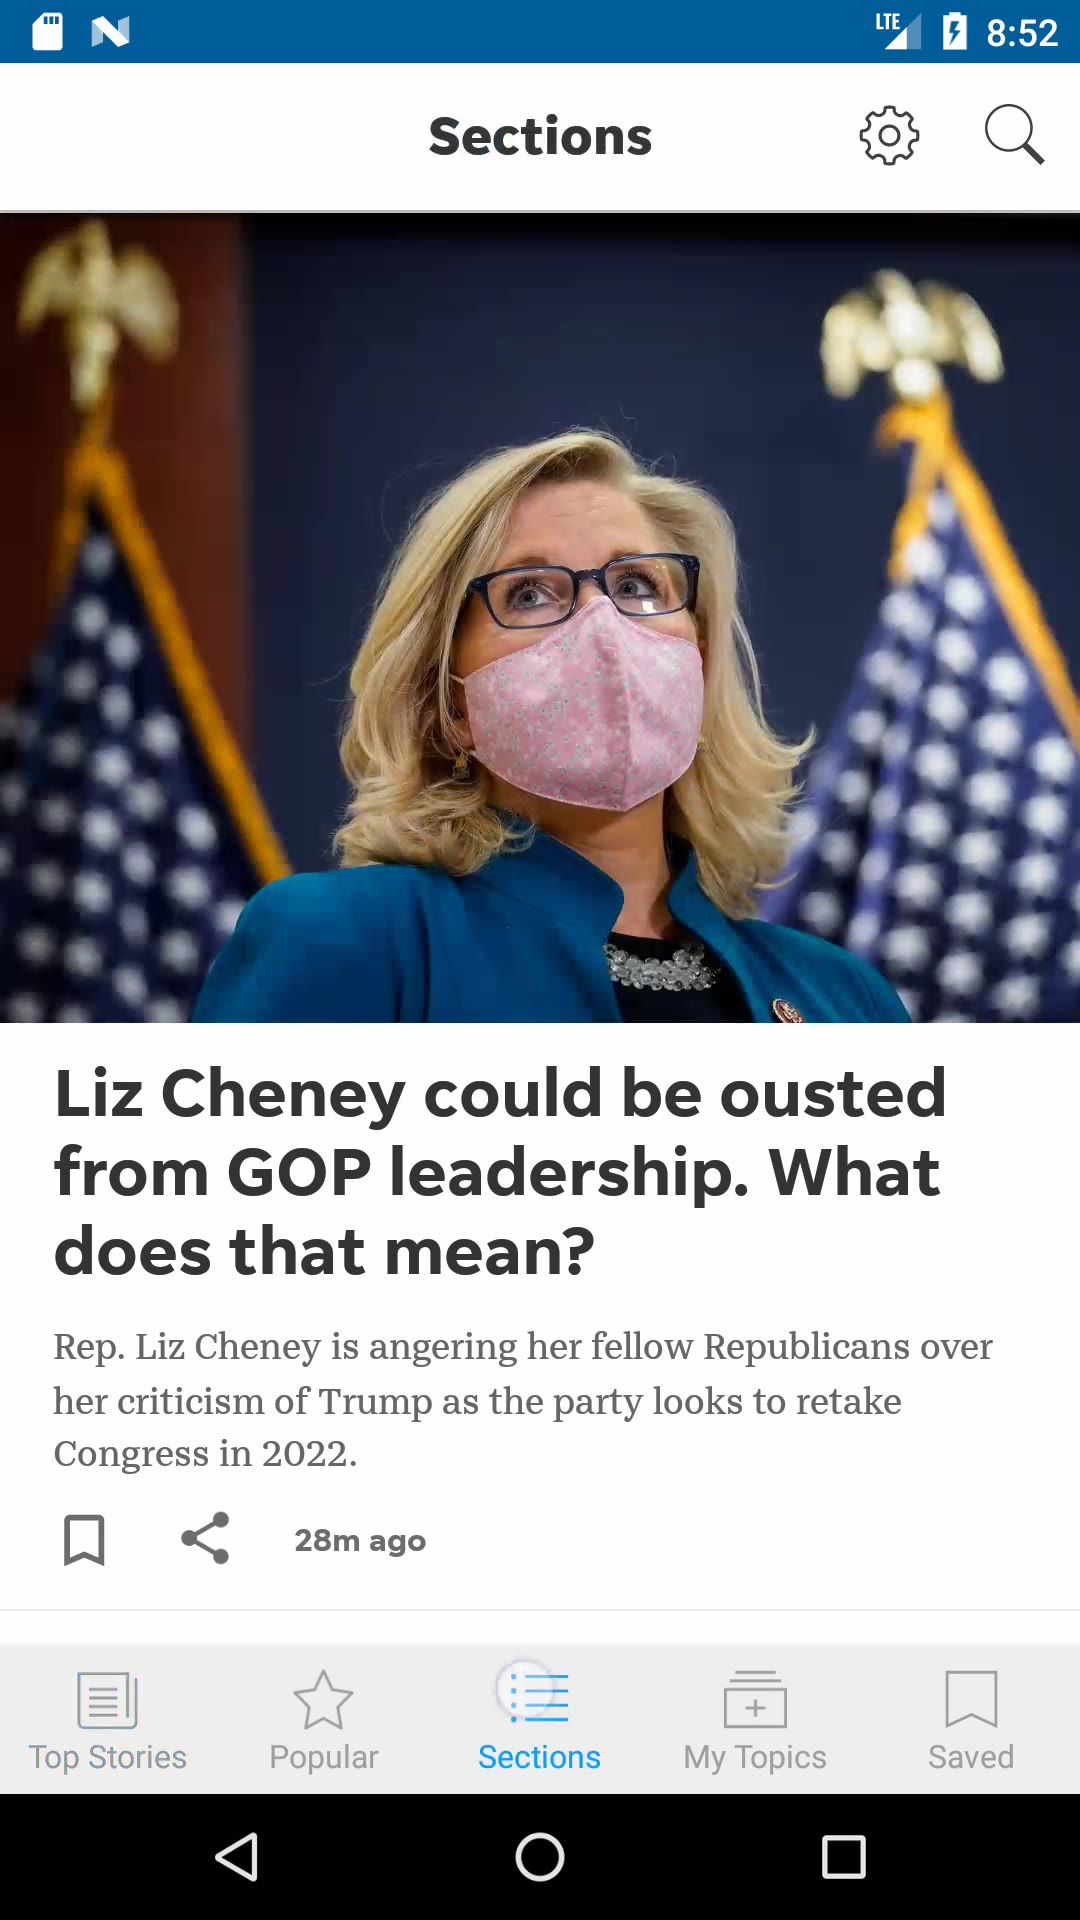 LTE 8:52
Sections
Liz Cheney could be ousted
from GOP leadership. What
does that mean?
Rep. Liz Cheney is angering her fellow Republicans over
her criticism of Trump as the party looks to retake
Congress in 2022.
28m ago
Top Stories Popular Sections My Topics Saved